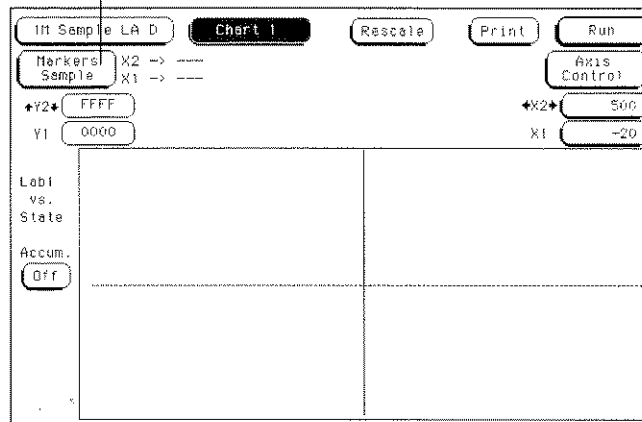 1M Sample LA D Chart 1 Rescale Print Run
Markers Sample X2 -> --- Axis Control
X1 -> ---
↑Y2↓ FFFF ←X2→ 500
Y1 0000 X1 -20
Lab1
vs.
State
Accum.
Off